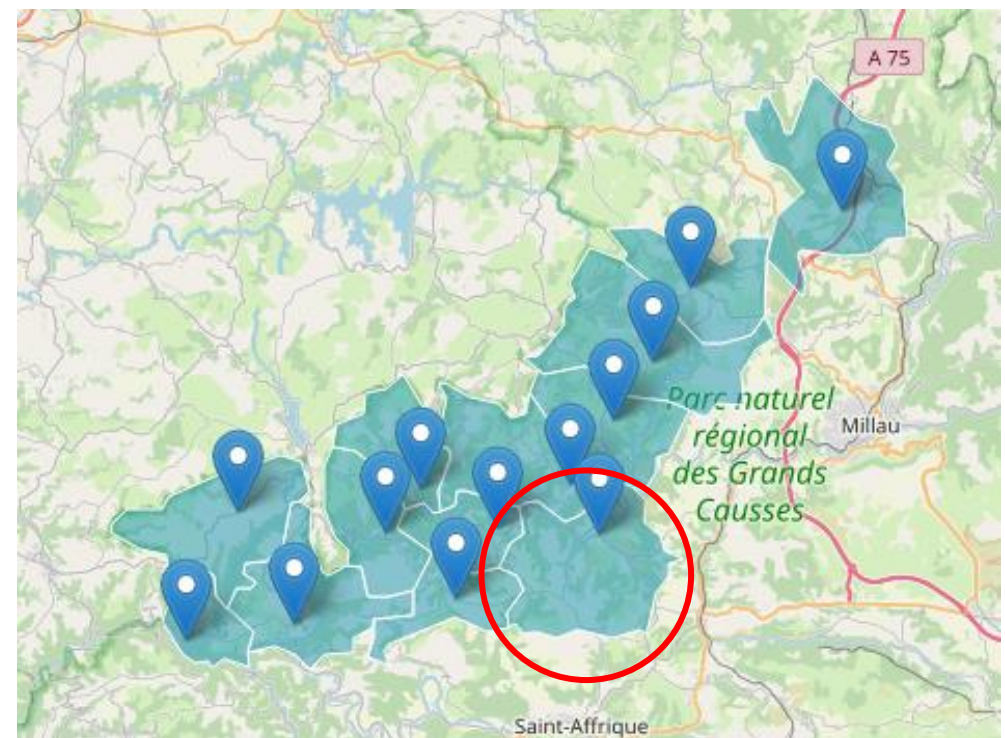 A 75
Parc naturel
régional
des Grands
Causses
Millau
Saint-Affrique